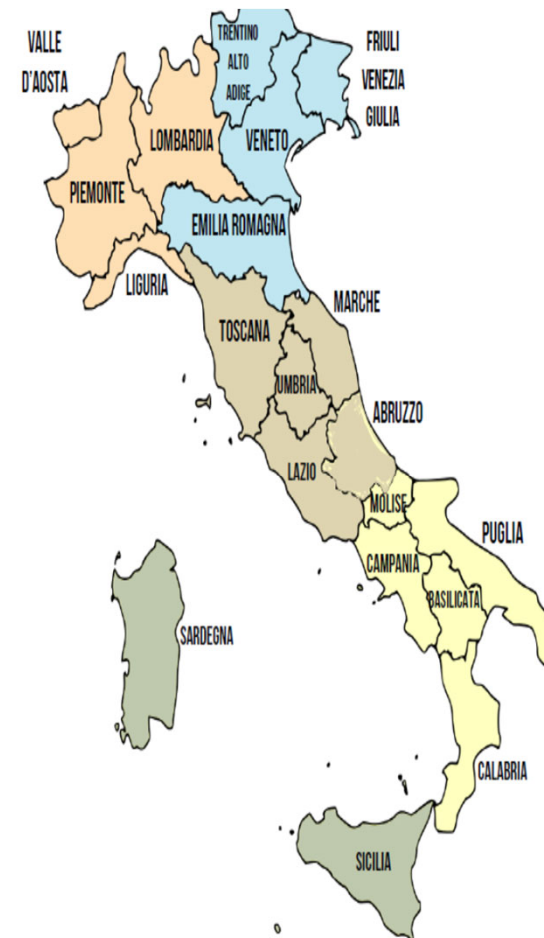 VALLE
D'AOSTA
TRENTINO
ALTO
ADIGE
FRIULI
VENEZIA
GIULIA
LOMBARDIA
VENETO
PIEMONTE
EMILIA ROMAGNA
LIGURIA
MARCHE
TOSCANA
UMBRIA
ABRUZZO
LAZIO
MOLISE
PUGLIA
CAMPANIA
BASILICATA
SARDEGNA
CALABRIA
SICILIA